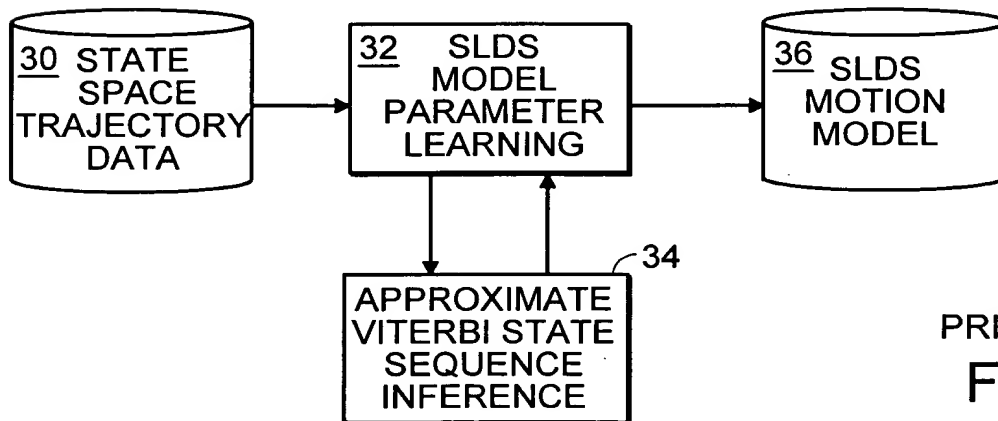 30 STATE
SPACE
TRAJECTORY
DATA
32 SLDS
MODEL
PARAMETER
LEARNING
36 SLDS
MOTION
MODEL
34
APPROXIMATE
VITERBI STATE
SEQUENCE
INFERENCE